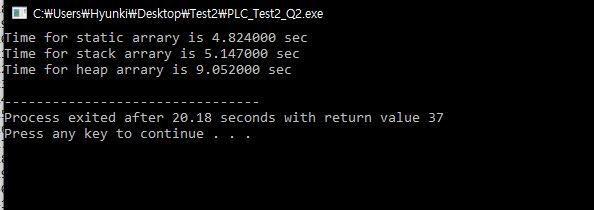 C:₩Users₩Hyunki₩Desktop₩Test2₩PLC_Test2_Q2.exe
Time for static arrary is 4.824000 sec
Time for stack arrary is 5.147000 sec
Time for heap arrary is 9.052000 sec
--------------------------------
Process exited after 20.18 seconds with return value 37
Press any key to continue . . .